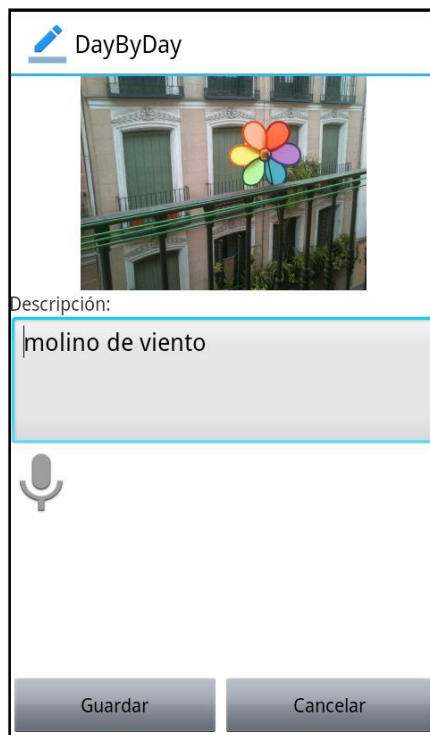 DayByDay
Descripción:
molino de viento
Guardar
Cancelar